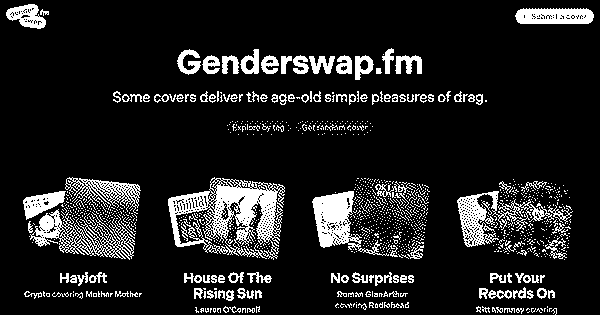 gender
swap
.fm
+ Submit a cover
Genderswap.fm
Some covers deliver the age-old simple pleasures of drag.
Explore by tag
Get random cover
Hayloft
Crypto covering Mother Mother
House Of The
Rising Sun
Lauren O'Connell
No Surprises
Roman GianArthur
covering Radiohead
Put Your
Records On
Ritt Momney covering